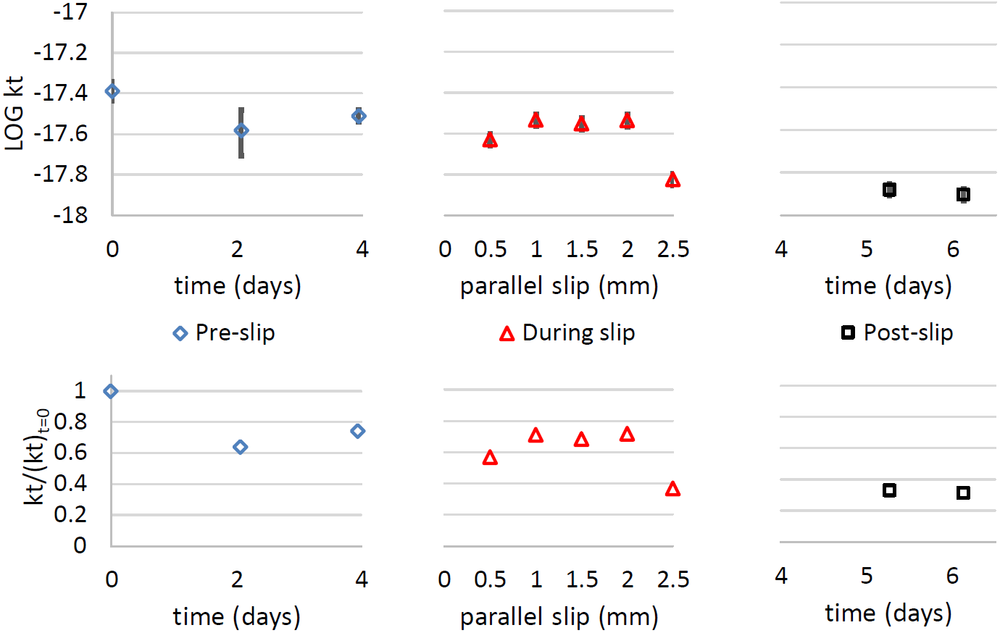 LOG kt
-17
-17.2
-17.4
-17.6
-17.8
-18
0 2 4
time (days)
0 0.5 1 1.5 2 2.5
parallel slip (mm)
4 5 6
time (days)
Pre-slip
During slip
Post-slip
kt/(kt)t=0
1
0.8
0.6
0.4
0.2
0
0 2 4
time (days)
0 0.5 1 1.5 2 2.5
parallel slip (mm)
4 5 6
time (days)